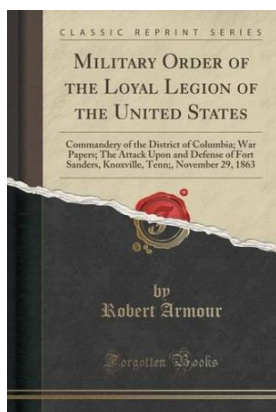 CLASSIC REPRINT SERIES
MILITARY ORDER OF
THE LOYAL LEGION OF
THE UNITED STATES
Commandery of the District of Columbia; War
Papers; The Attack Upon and Defense of Fort
Sanders, Knoxville, Tenn;, November 29, 1863
by
Robert Armour
Forgotten Books